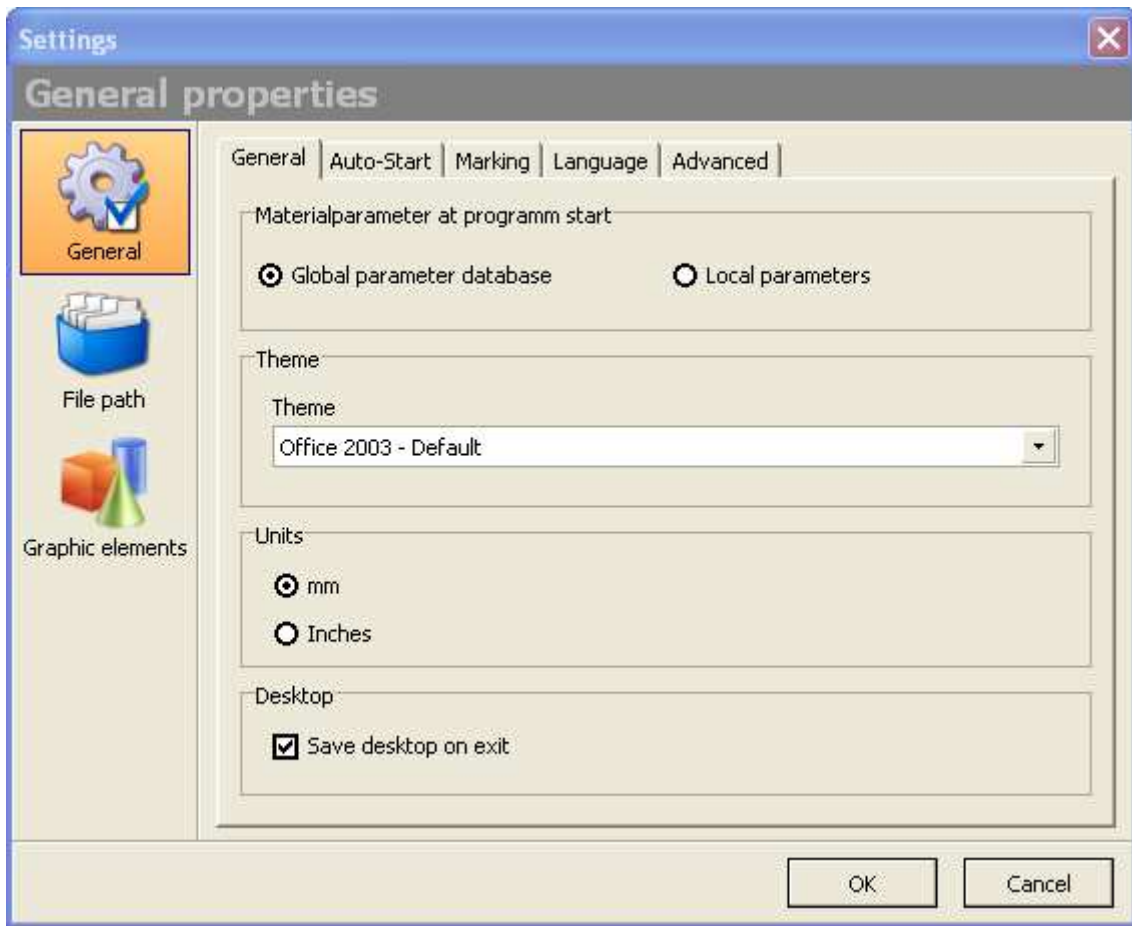 Settings
General properties
General
File path
Graphic elements
General Auto-Start Marking Language Advanced
Materialparameter at programm start
Global parameter database Local parameters
Theme
Theme
Office 2003 - Default
Units
mm
Inches
Desktop
Save desktop on exit
OK Cancel